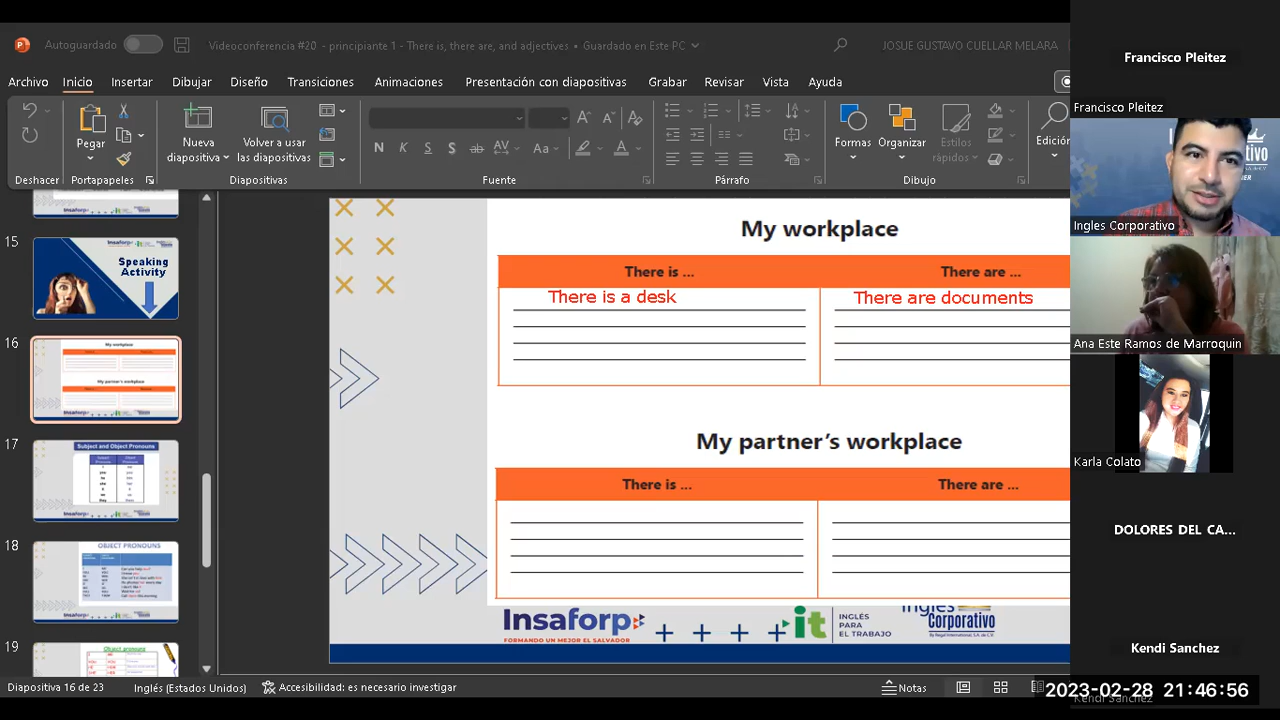 Autoguardado
Videoconferencia #20 - principiante 1 - There is, there are, and adjectives • Guardado en Este PC
JOSUE GUSTAVO CUELLAR MELARA
Archivo Inicio Insertar Dibujar Diseño Transiciones Animaciones Presentación con diapositivas Grabar Revisar Vista Ayuda
Pegar
Nueva diapositiva
Volver a usar las diapositivas
Formas
Organizar
Estilos rápidos
Edición
Deshacer Portapapeles Diapositivas Fuente Párrafo Dibujo
15
Speaking
Activity
16
17
Subject and Object Pronouns
18
OBJECT PRONOUNS
19
Object pronouns
My workplace
There is ... There are ...
There is a desk There are documents
My partner's workplace
There is ... There are ...
Insaforp
FORMANDO UN MEJOR EL SALVADOR
it
INGLÉS
PARA
EL TRABAJO
Inglés
Corporativo
Diapositiva 16 de 23 Inglés (Estados Unidos) Accesibilidad: es necesario investigar Notas
Francisco Pleitez
Francisco Pleitez
Ingles Corporativo
Ana Este Ramos de Marroquin
Karla Colato
DOLORES DEL CA...
Kendi Sanchez
Kendi Sanchez
2023-02-28 21:46:56